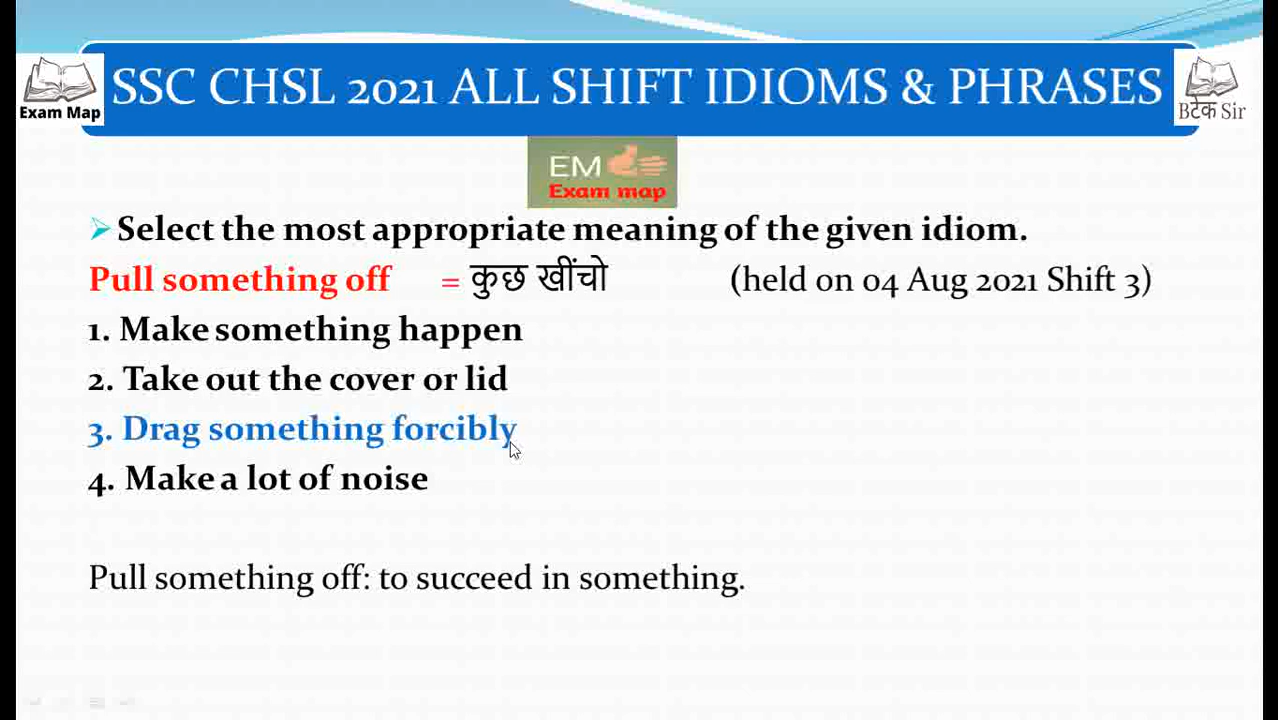 SSC CHSL 2021 ALL SHIFT IDIOMS & PHRASES
Exam Map
Bटेक Sir
EM
Exam map
Select the most appropriate meaning of the given idiom.
Pull something off = कुछ खींचो (held on 04 Aug 2021 Shift 3)
1. Make something happen
2. Take out the cover or lid
3. Drag something forcibly
4. Make a lot of noise
Pull something off: to succeed in something.